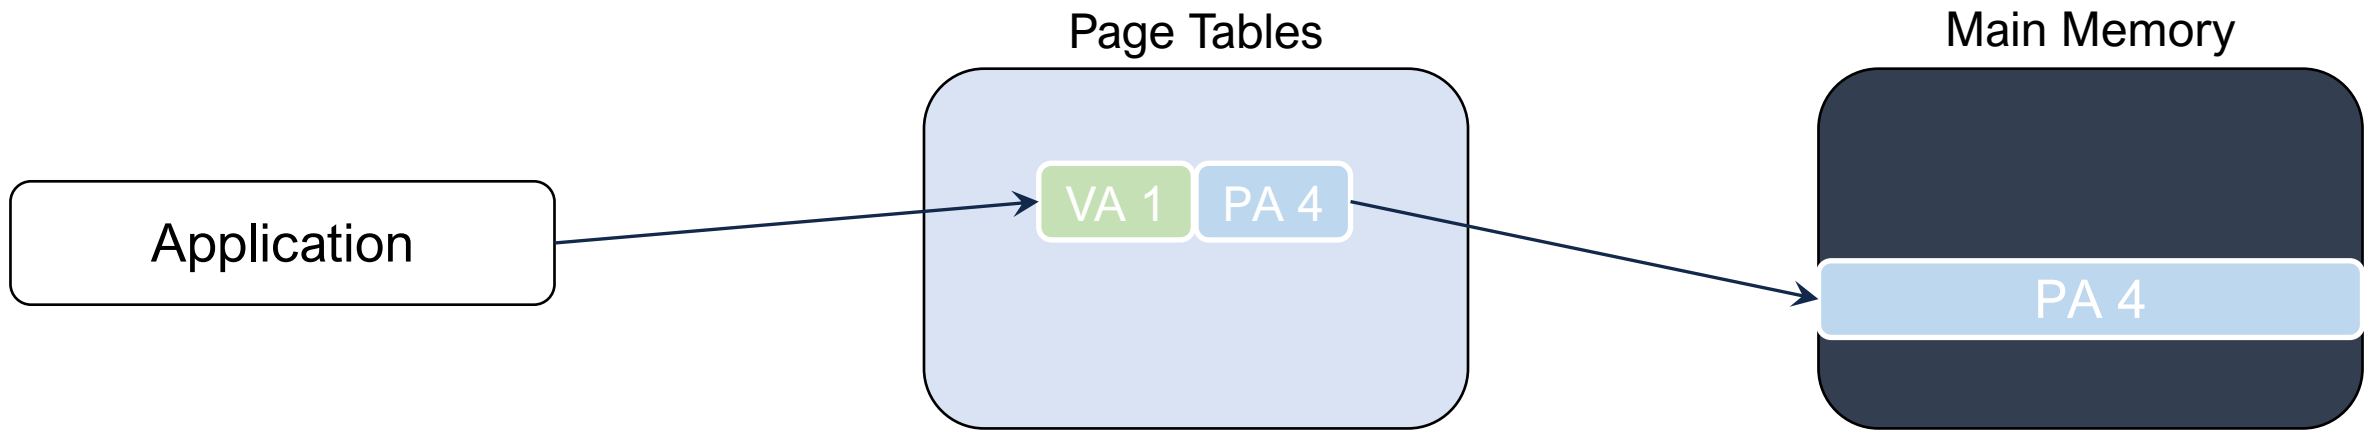 Page Tables
Main Memory
Application
VA 1
PA 4
PA 4